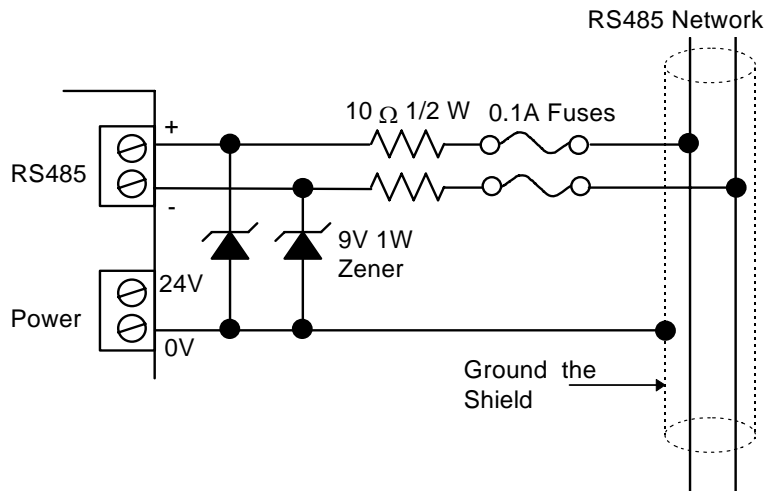 RS485 Network
10 Ω 1/2 W 0.1A Fuses
+
RS485
-
9V 1W
Zener
24V
Power
0V
Ground the
Shield